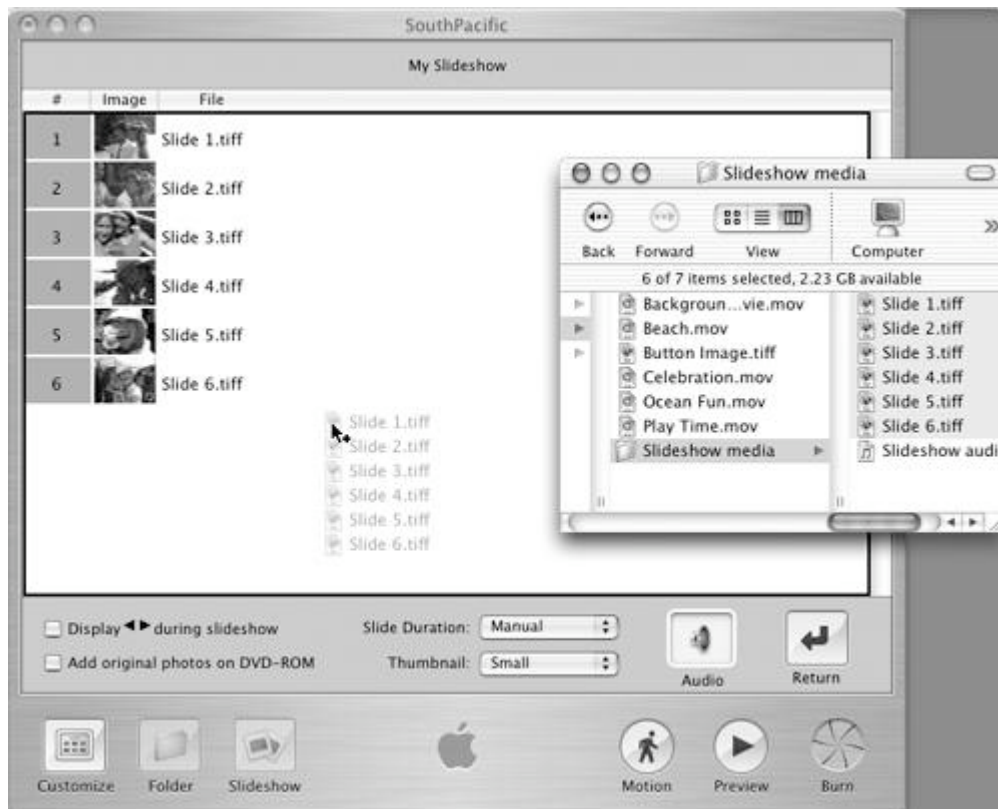 SouthPacific
My Slideshow
# Image File
1 Slide 1.tiff
2 Slide 2.tiff
3 Slide 3.tiff
4 Slide 4.tiff
5 Slide 5.tiff
6 Slide 6.tiff
Slide 1.tiff
Slide 2.tiff
Slide 3.tiff
Slide 4.tiff
Slide 5.tiff
Slide 6.tiff
Slideshow media
Back Forward View Computer
6 of 7 items selected, 2.23 GB available
Backgroun...vie.mov
Beach.mov
Button Image.tiff
Celebration.mov
Ocean Fun.mov
Play Time.mov
Slideshow media
Slide 1.tiff
Slide 2.tiff
Slide 3.tiff
Slide 4.tiff
Slide 5.tiff
Slide 6.tiff
Slideshow audi
Display ◀ ▶ during slideshow
Add original photos on DVD-ROM
Slide Duration: Manual
Thumbnail: Small
Audio
Return
Customize Folder Slideshow Motion Preview Burn